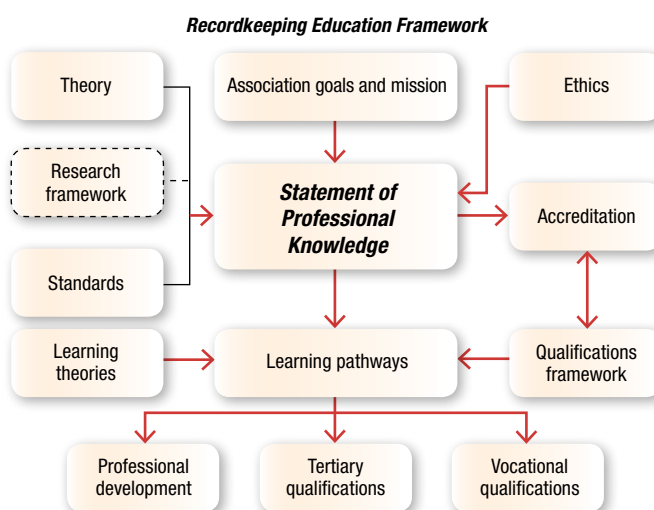 Recordkeeping Education Framework
Theory
Association goals and mission
Ethics
Research
framework
Statement of
Professional
Knowledge
Accreditation
Standards
Learning
theories
Learning pathways
Qualifications
framework
Professional
development
Tertiary
qualifications
Vocational
qualifications